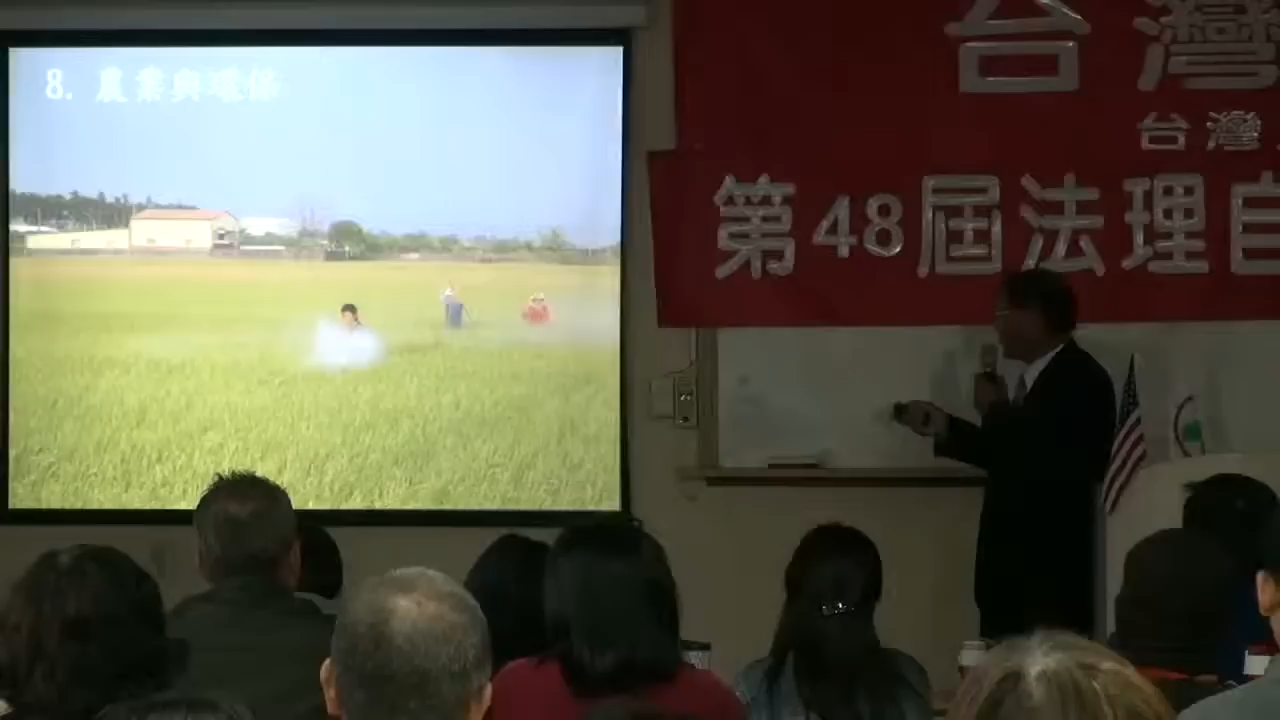 8. 農業與環保
台灣
台灣
第48屆法理自